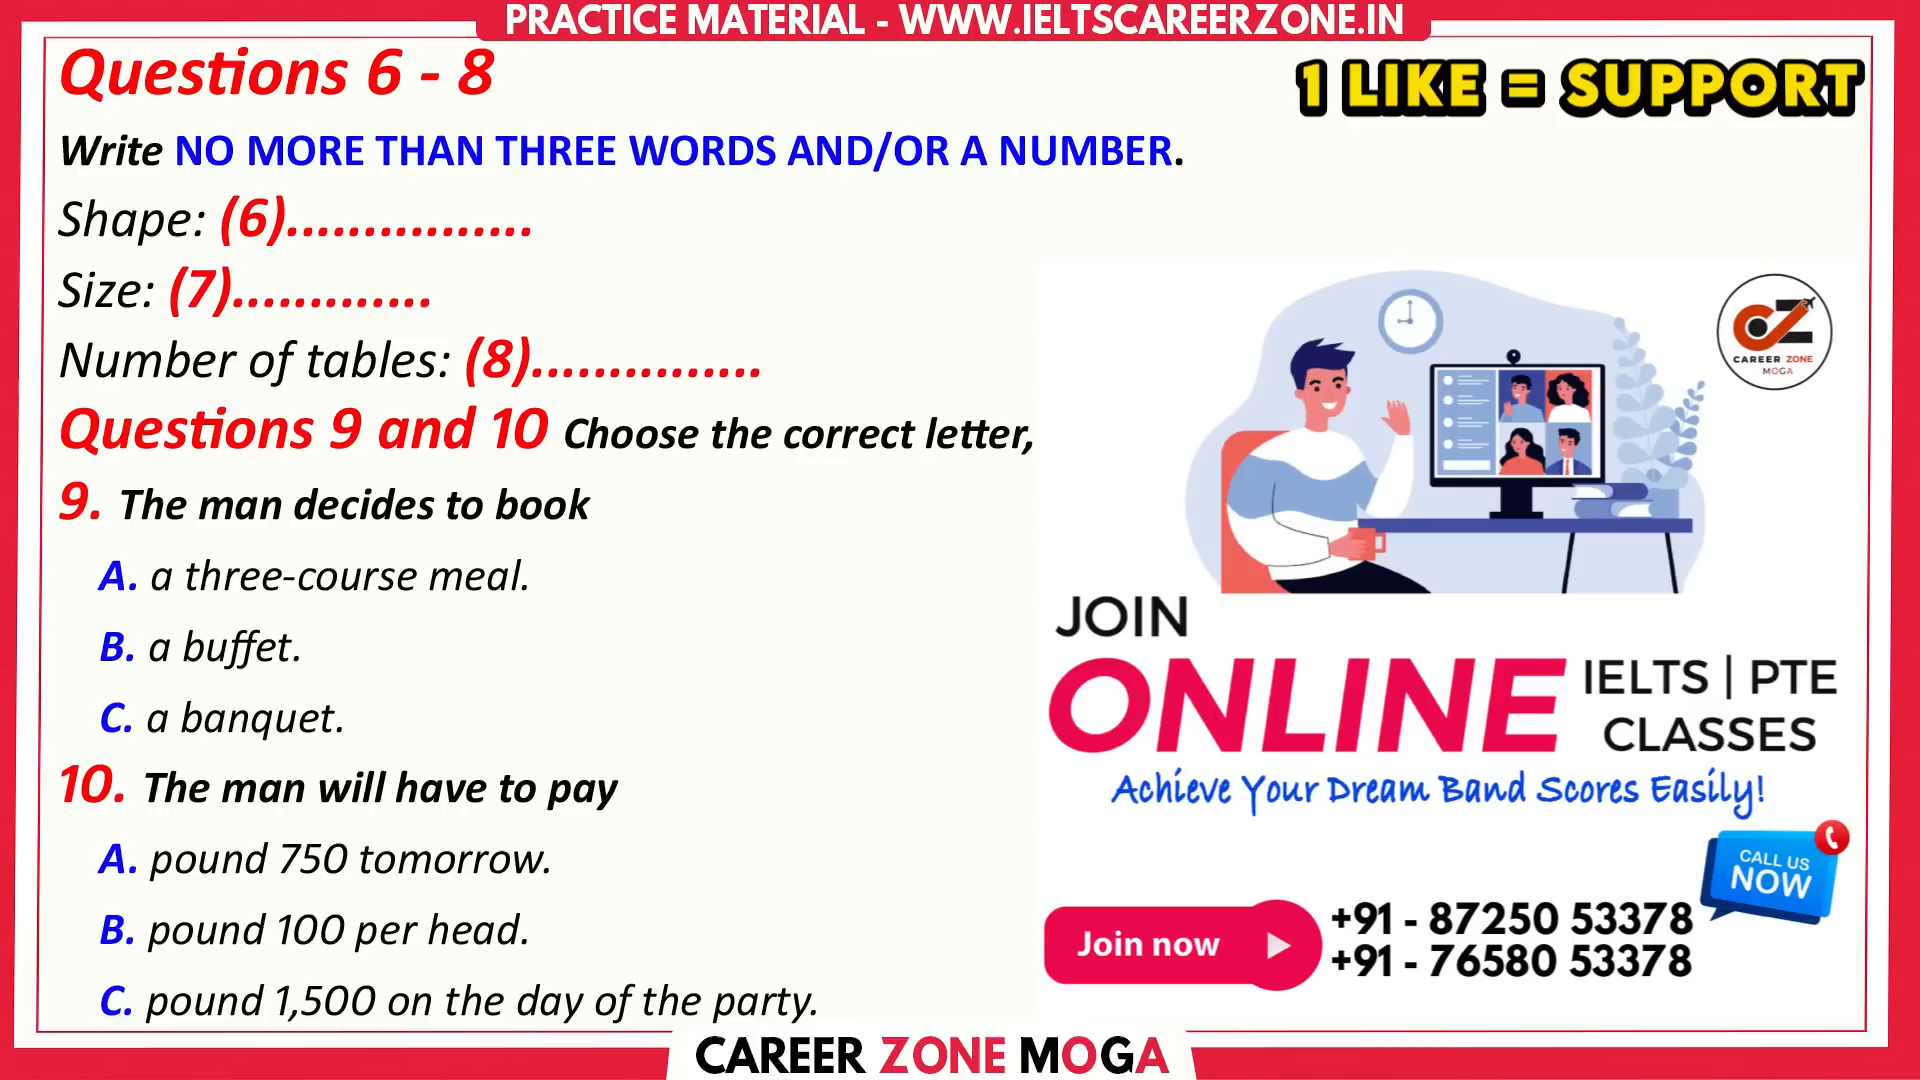 PRACTICE MATERIAL - WWW.IELTSCAREERZONE.IN
Questions 6 - 8
1 LIKE = SUPPORT
Write NO MORE THAN THREE WORDS AND/OR A NUMBER.
Shape: (6)................
Size: (7).............
Number of tables: (8)...............
Questions 9 and 10 Choose the correct letter,
9. The man decides to book
A. a three-course meal.
B. a buffet.
C. a banquet.
10. The man will have to pay
A. pound 750 tomorrow.
B. pound 100 per head.
C. pound 1,500 on the day of the party.
CZ
CAREER ZONE
MOGA
JOIN
ONLINE
IELTS | PTE
CLASSES
Achieve Your Dream Band Scores Easily!
CALL US
NOW
Join now
+91 - 87250 53378
+91 - 76580 53378
CAREER ZONE MOGA